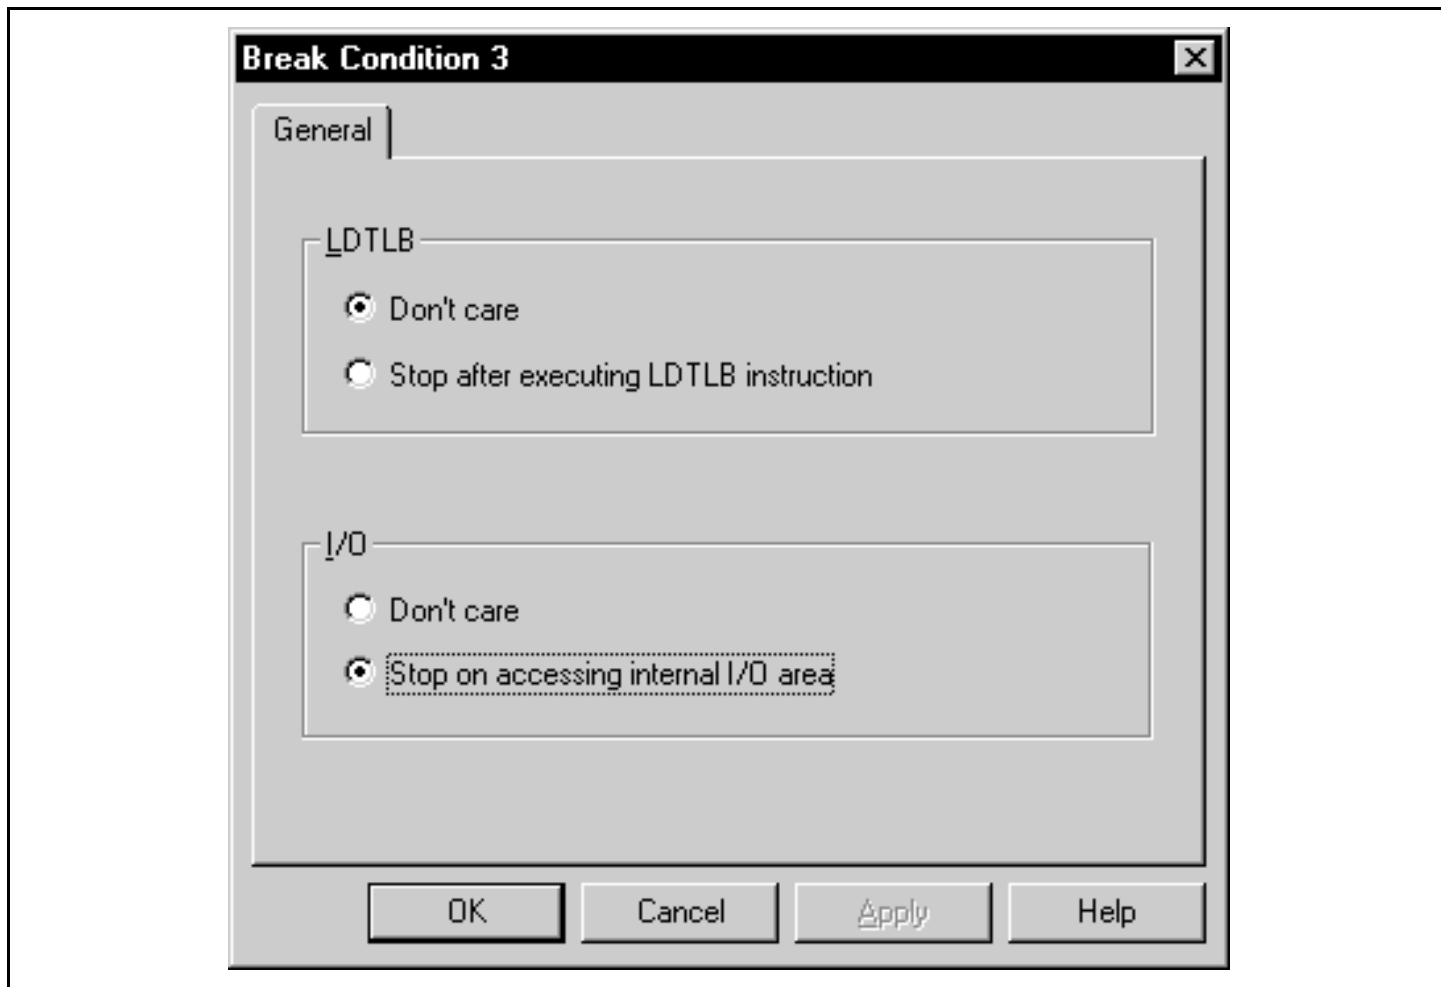 Break Condition 3
General
LDTLB
Don't care
Stop after executing LDTLB instruction
I/O
Don't care
Stop on accessing internal I/O area
OK Cancel Apply Help